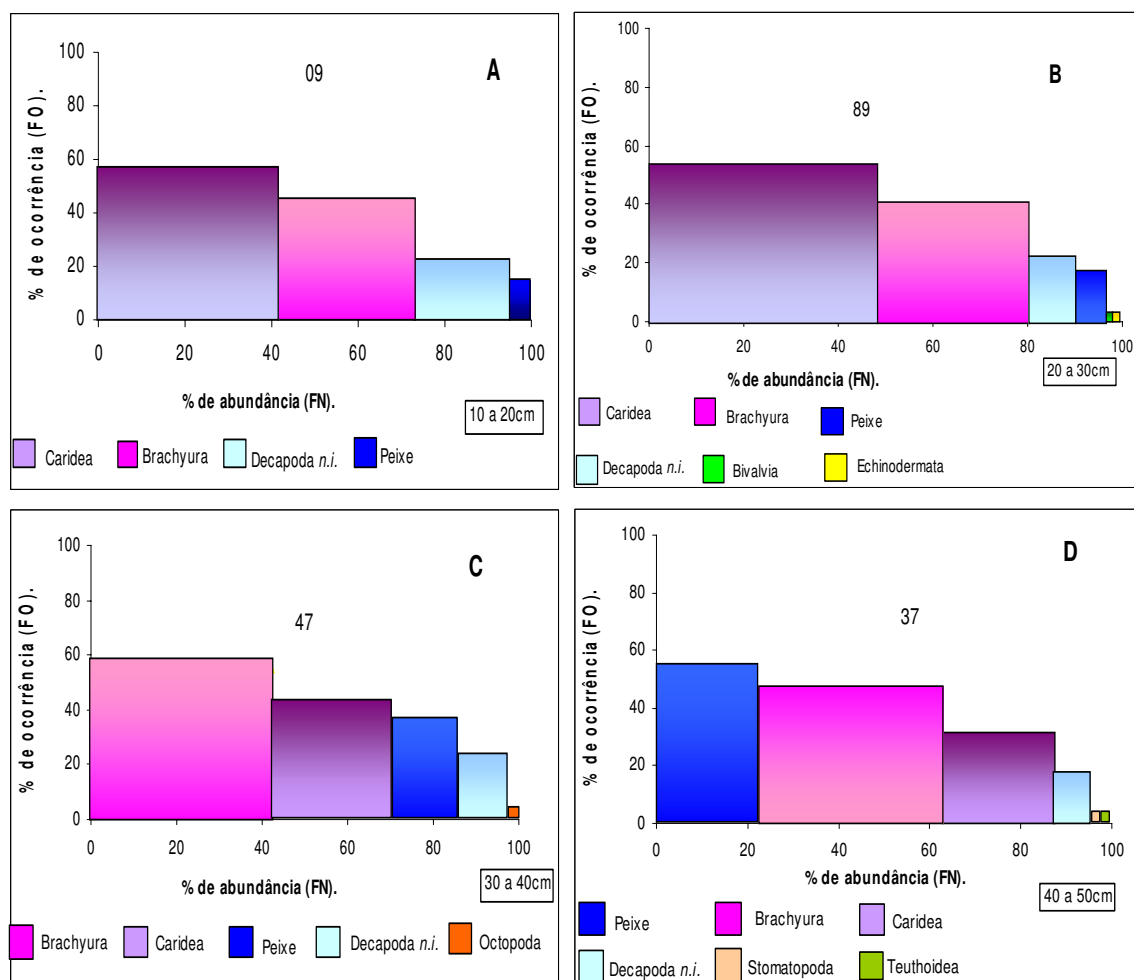 100
09
A
80
60
40
20
0
% de ocorrência (FO).
0 20 40 60 80 100
% de abundância (FN).
10 a 20cm
Caridea Brachyura Decapoda n.i. Peixe
100
B
89
80
60
40
20
0
% de ocorrência (FO).
0 20 40 60 80 100
% de abundância (FN).
20 a 30cm
Caridea Brachyura Peixe
Decapoda n.i. Bivalvia Echinodermata
100
C
80
47
60
40
20
0
% de ocorrência (FO).
0 20 40 60 80 100
% de abundância (FN).
30 a 40cm
Brachyura Caridea Peixe Decapoda n.i. Octopoda
100
D
80
37
60
40
20
0
% de ocorrência (FO).
0 20 40 60 80 100
% de abundância (FN).
40 a 50cm
Peixe Brachyura Caridea
Decapoda n.i. Stomatopoda Teuthoidea